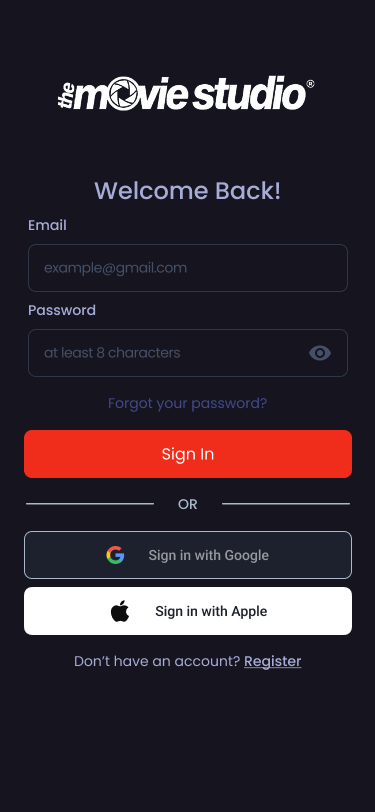 the movie studio®
Welcome Back!
Email
example@gmail.com
Password
at least 8 characters
Forgot your password?
Sign In
OR
Sign in with Google
Sign in with Apple
Don’t have an account? Register